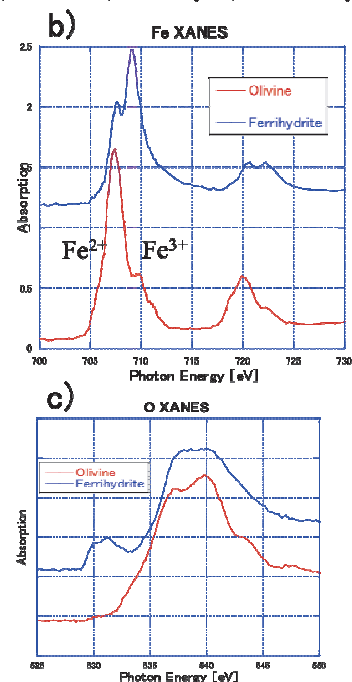 b)
Fe XANES
2.5
2
Absorption
0.5
0
Olivine
Ferrihydrite
Fe2+ Fe3+
700 705 710 715 720 725 730
Photon Energy [eV]
c)
O XANES
Olivine
Ferrihydrite
Absorption
530 535 540 545
Photon Energy [eV]